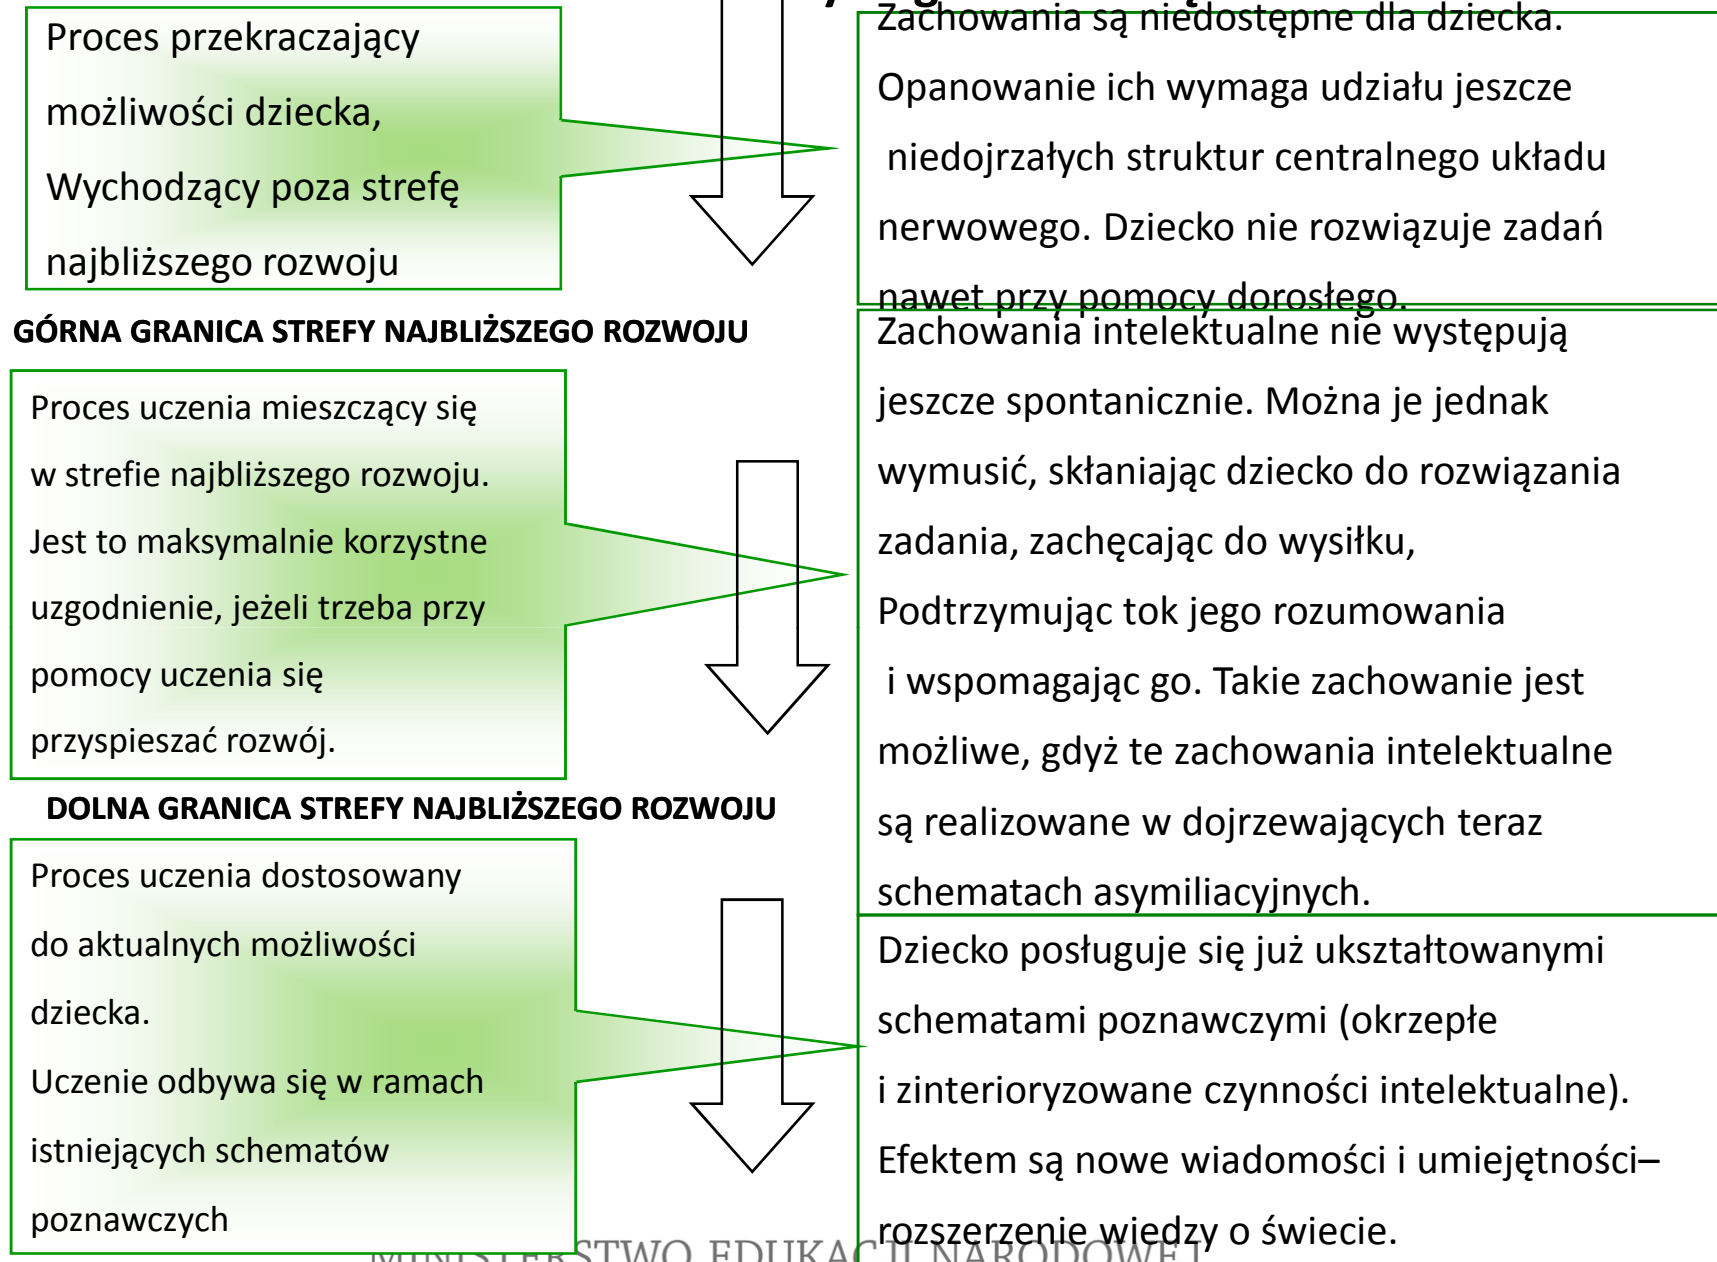 Proces przekraczający
możliwości dziecka,
Wychodzący poza strefę
najbliższego rozwoju
Zachowania są niedostępne dla dziecka.
Opanowanie ich wymaga udziału jeszcze
niedojrzałych struktur centralnego układu
nerwowego. Dziecko nie rozwiązuje zadań
nawet przy pomocy dorosłego.
GÓRNA GRANICA STREFY NAJBLIŻSZEGO ROZWOJU
Proces uczenia mieszczący się
w strefie najbliższego rozwoju.
Jest to maksymalnie korzystne
uzgodnienie, jeżeli trzeba przy
pomocy uczenia się
przyspieszać rozwój.
Zachowania intelektualne nie występują
jeszcze spontanicznie. Można je jednak
wymusić, skłaniając dziecko do rozwiązania
zadania, zachęcając do wysiłku,
Podtrzymując tok jego rozumowania
i wspomagając go. Takie zachowanie jest
możliwe, gdyż te zachowania intelektualne
są realizowane w dojrzewających teraz
schematach asymiliacyjnych.
DOLNA GRANICA STREFY NAJBLIŻSZEGO ROZWOJU
Proces uczenia dostosowany
do aktualnych możliwości
dziecka.
Uczenie odbywa się w ramach
istniejących schematów
poznawczych
Dziecko posługuje się już ukształtowanymi
schematami poznawczymi (okrzepłe
i zinterioryzowane czynności intelektualne).
Efektem są nowe wiadomości i umiejętności–
rozszerzenie wiedzy o świecie.
MINISTERSTWO EDUKACJI NARODOWEJ